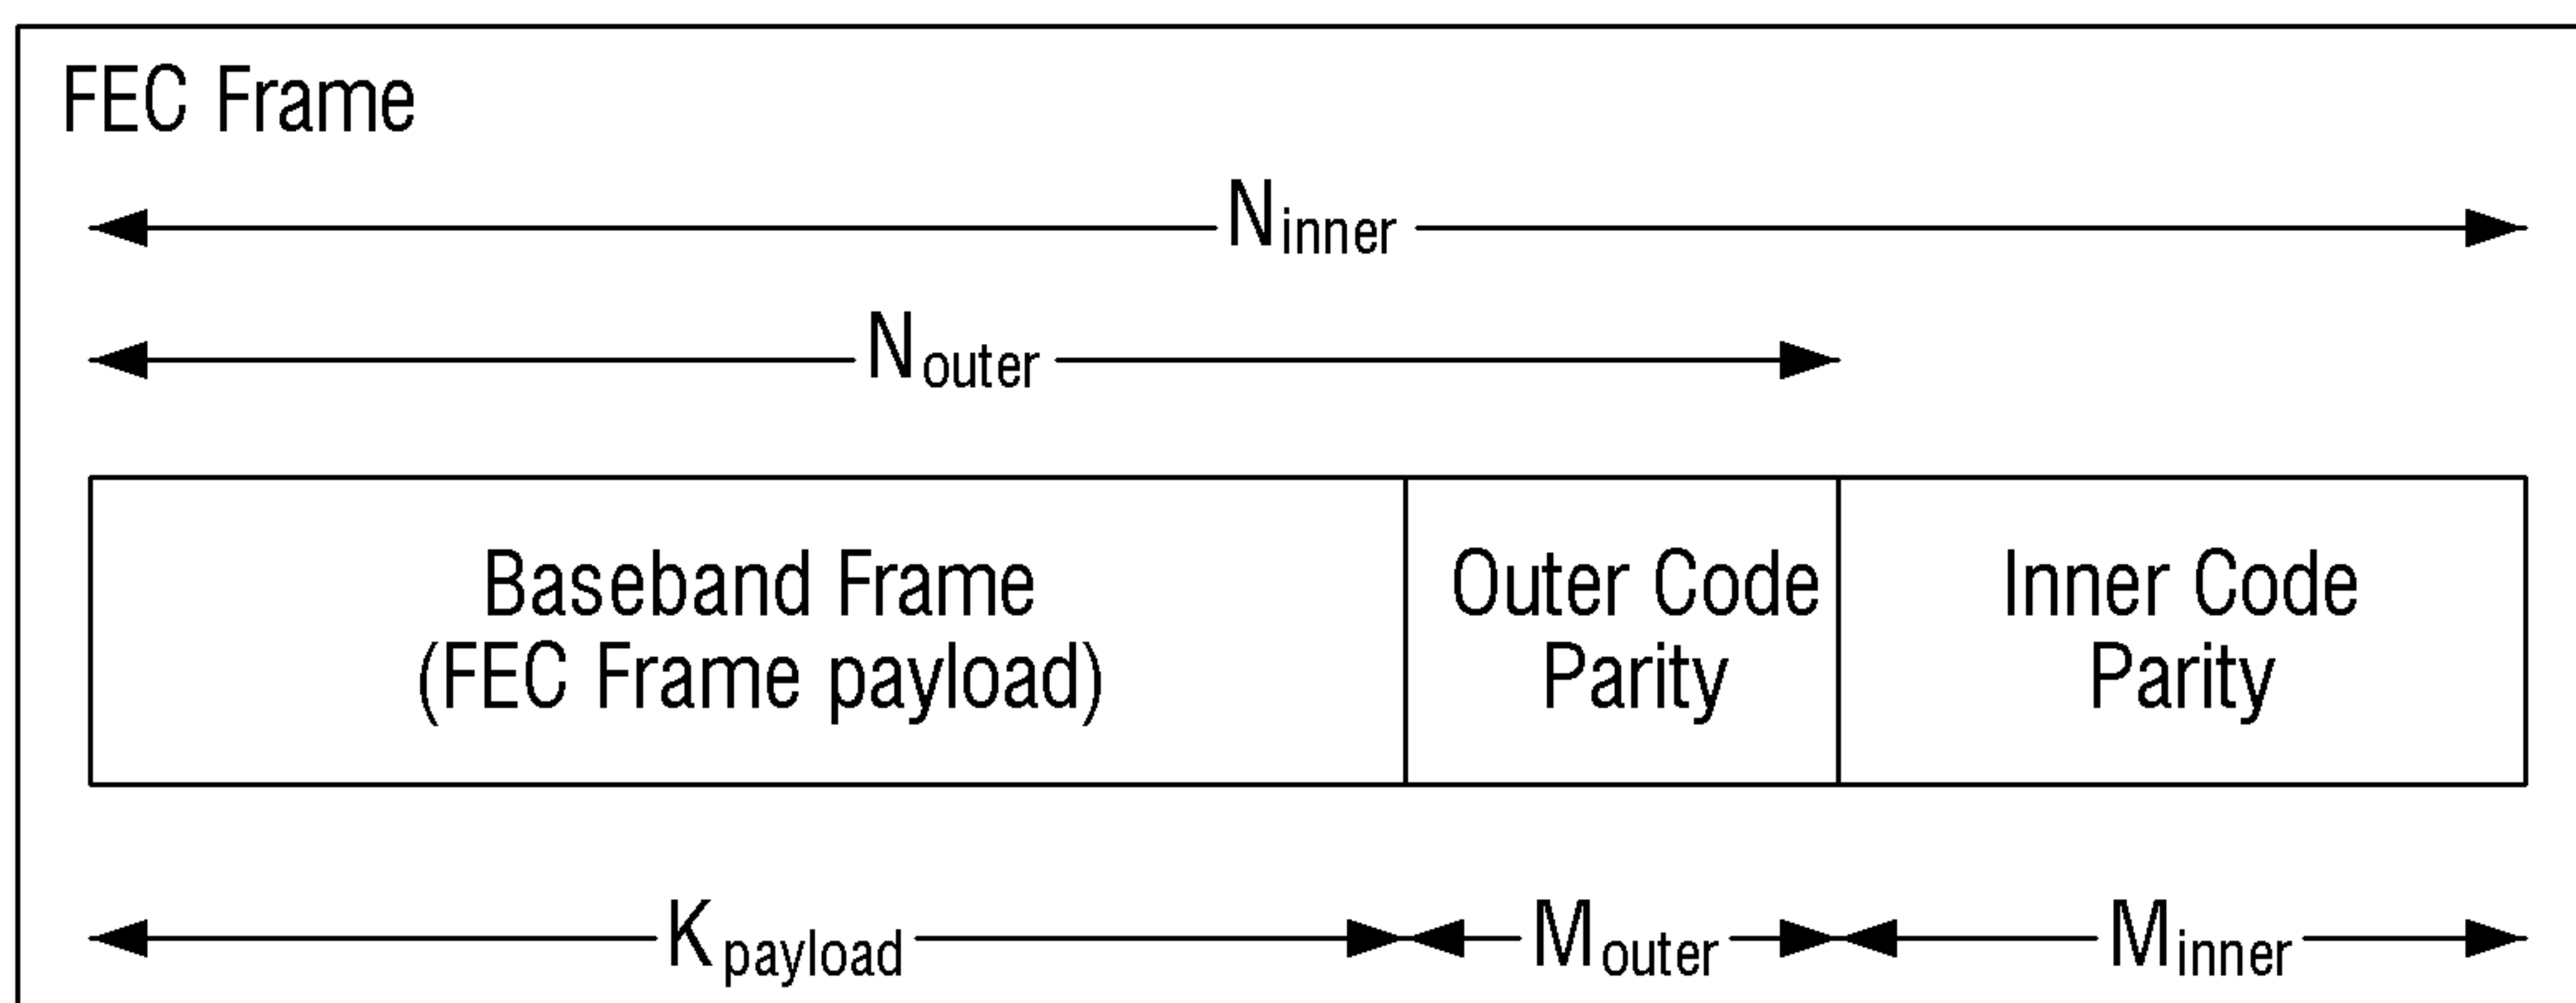 FEC Frame
Ninner
Nouter
Baseband Frame
(FEC Frame payload)
Outer Code
Parity
Inner Code
Parity
Kpayload
Mouter
Minner